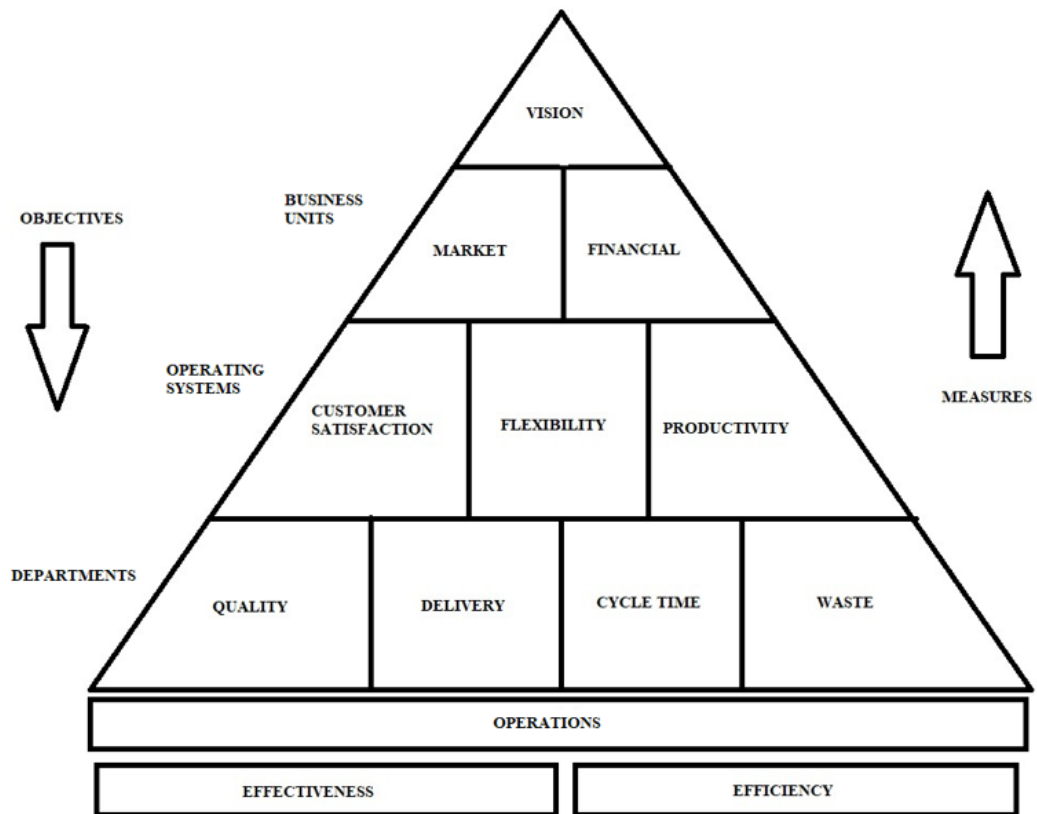 VISION
BUSINESS
UNITS
OBJECTIVES
MARKET
FINANCIAL
OPERATING
SYSTEMS
CUSTOMER
SATISFACTION
FLEXIBILITY
PRODUCTIVITY
MEASURES
DEPARTMENTS
QUALITY
DELIVERY
CYCLE TIME
WASTE
OPERATIONS
EFFECTIVENESS
EFFICIENCY